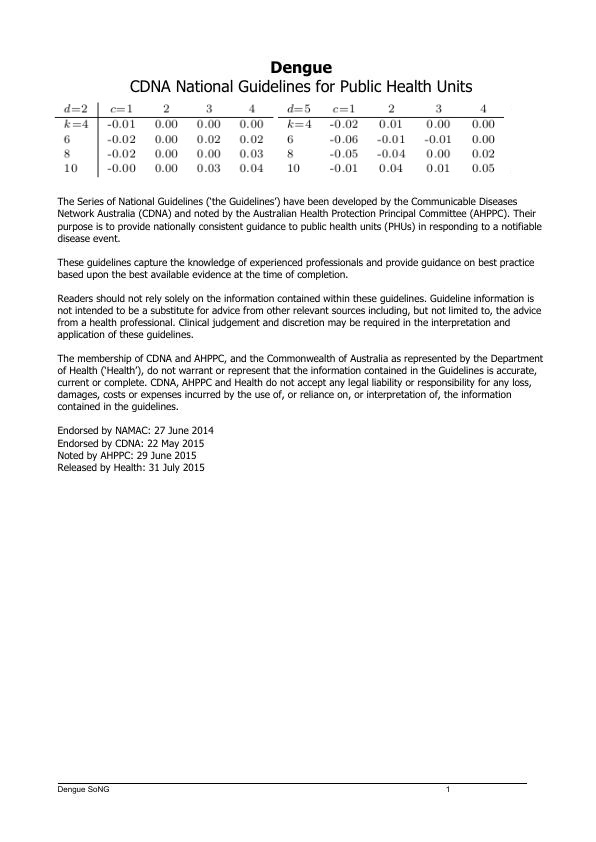 Dengue
CDNA National Guidelines for Public Health Units
d=2 c=1 2 3 4 d=5 c=1 2 3 4
k=4 -0.01 0.00 0.00 0.00 k=4 -0.02 0.01 0.00 0.00
6 -0.02 0.00 0.02 0.02 6 -0.06 -0.01 -0.01 0.00
8 -0.02 0.00 0.00 0.03 8 -0.05 -0.04 0.00 0.02
10 -0.00 0.00 0.03 0.04 10 -0.01 0.04 0.01 0.05
The Series of National Guidelines ('the Guidelines') have been developed by the Communicable Diseases
Network Australia (CDNA) and noted by the Australian Health Protection Principal Committee (AHPPC). Their
purpose is to provide nationally consistent guidance to public health units (PHUs) in responding to a notifiable
disease event.
These guidelines capture the knowledge of experienced professionals and provide guidance on best practice
based upon the best available evidence at the time of completion.
Readers should not rely solely on the information contained within these guidelines. Guideline information is
not intended to be a substitute for advice from other relevant sources including, but not limited to, the advice
from a health professional. Clinical judgement and discretion may be required in the interpretation and
application of these guidelines.
The membership of CDNA and AHPPC, and the Commonwealth of Australia as represented by the Department
of Health ('Health'), do not warrant or represent that the information contained in the Guidelines is accurate,
current or complete. CDNA, AHPPC and Health do not accept any legal liability or responsibility for any loss,
damages, costs or expenses incurred by the use of, or reliance on, or interpretation of, the information
contained in the guidelines.
Endorsed by NAMAC: 27 June 2014
Endorsed by CDNA: 22 May 2015
Noted by AHPPC: 29 June 2015
Released by Health: 31 July 2015
Dengue SoNG 1